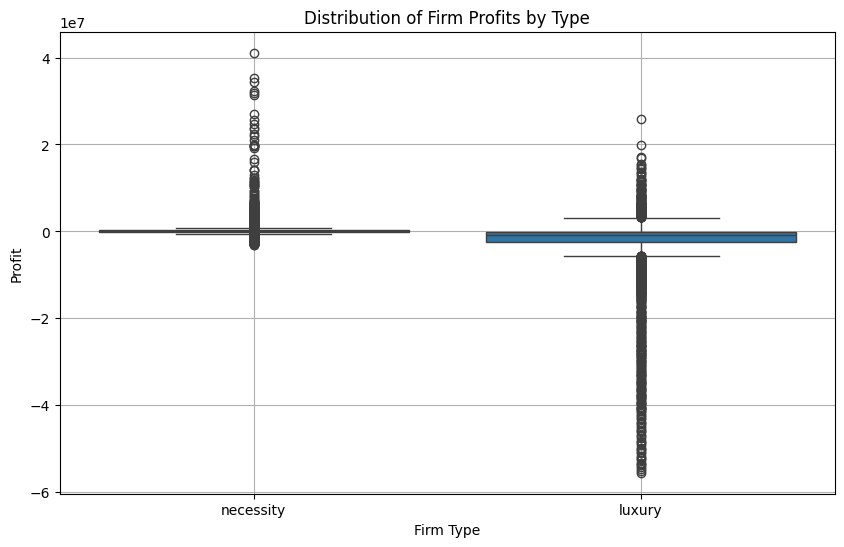 Distribution of Firm Profits by Type
1e7
4
2
0
−2
−4
−6
Profit
necessity
luxury
Firm Type